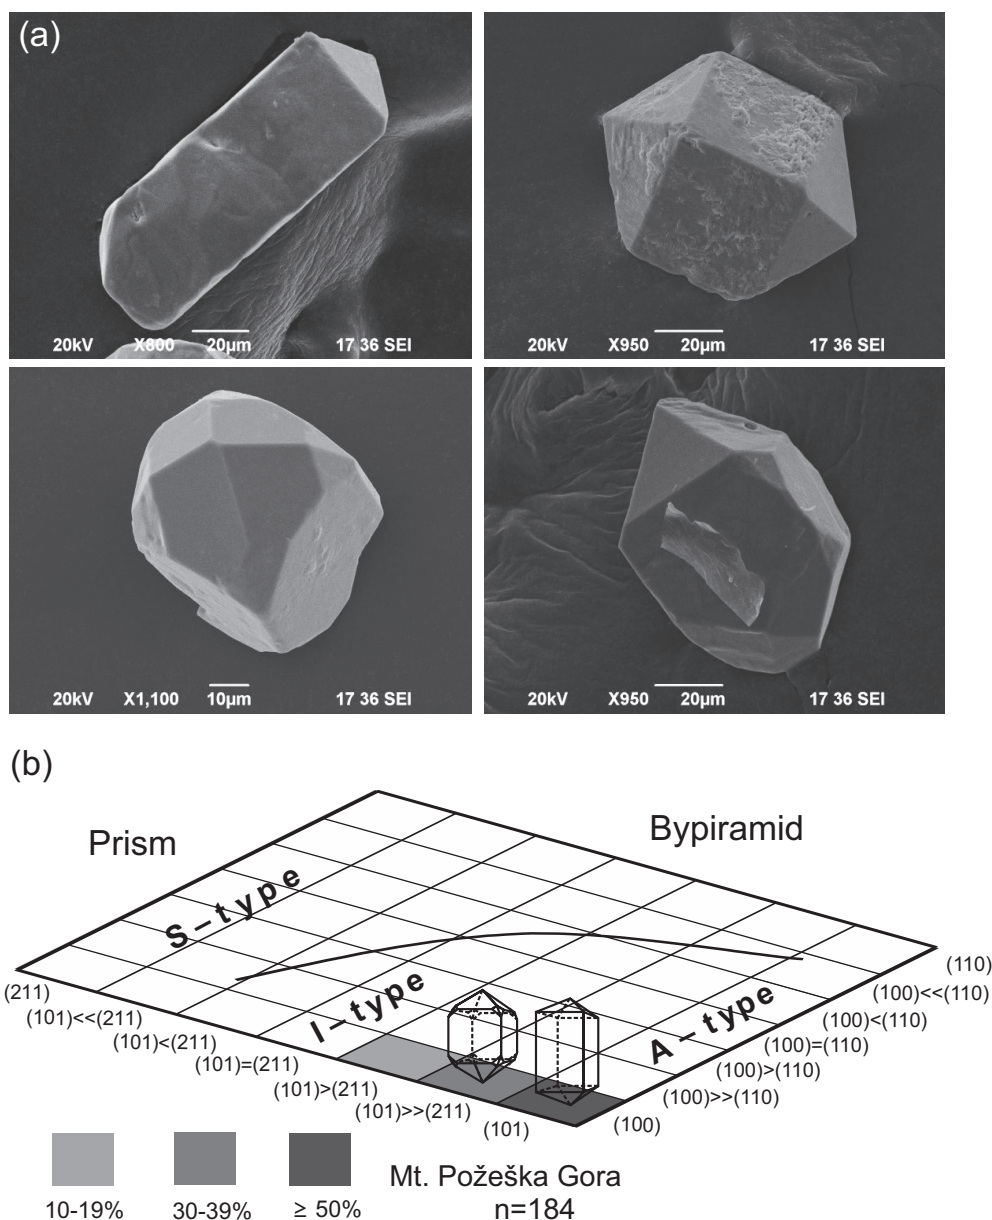 (a)
20kV X800 20µm 17 36 SEI
20kV X950 20µm 17 36 SEI
20kV X1,100 10µm 17 36 SEI
20kV X950 20µm 17 36 SEI
(b)
Prism
Bypiramid
S–type
I–type
A–type
(211)
(101)<<(211)
(101)<(211)
(101)=(211)
(101)>(211)
(101)>>(211)
(101)
(110)
(100)<<(110)
(100)<(110)
(100)=(110)
(100)>(110)
(100)>>(110)
(100)
10-19%
30-39%
≥ 50%
Mt. Požeška Gora
n=184